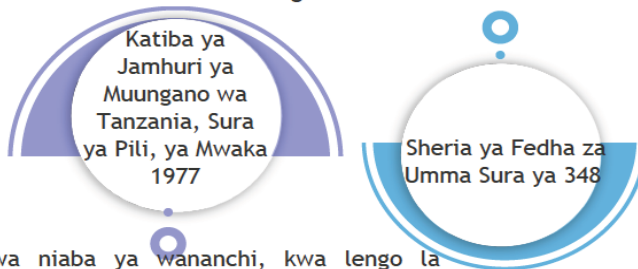 Katiba ya
Jamhuri ya
Muungano wa
Tanzania, Sura
ya Pili, ya Mwaka
1977
Sheria ya Fedha za
Umma Sura ya 348
niaba ya wananchi, kwa lengo la